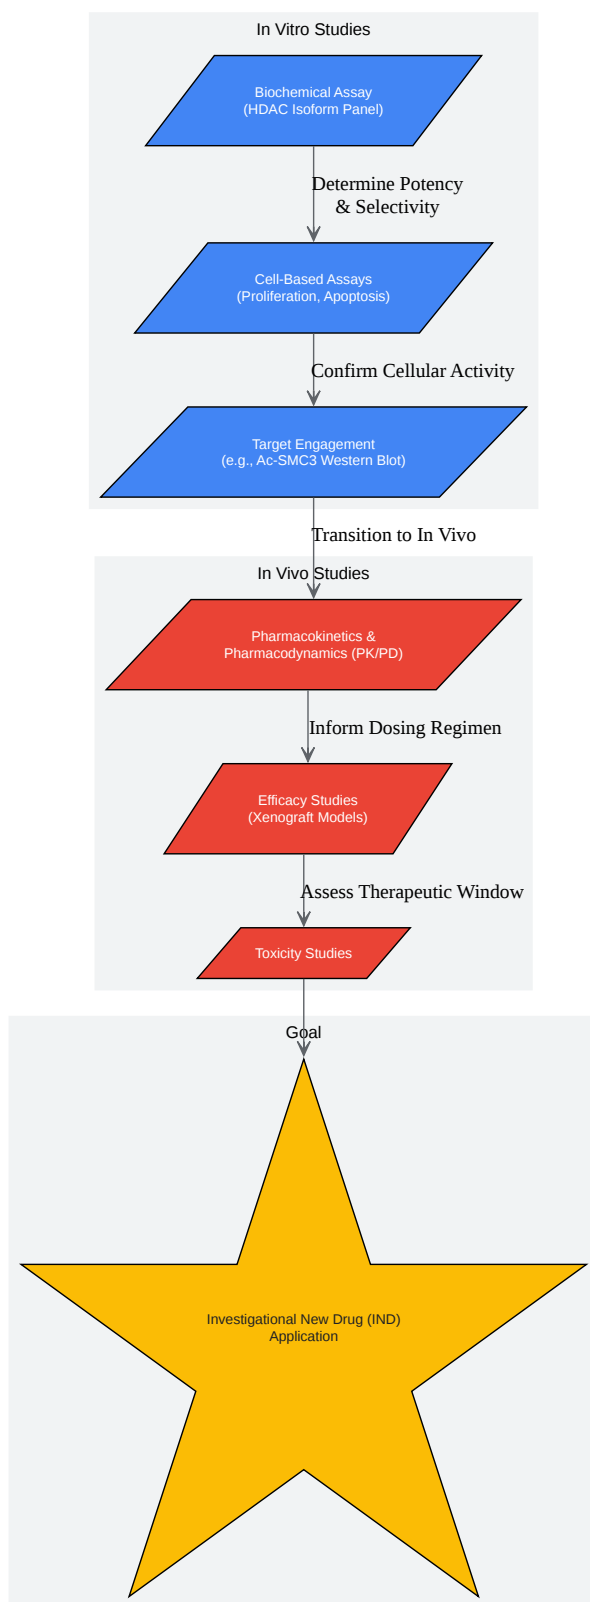 In Vitro Studies
Biochemical Assay
(HDAC Isoform Panel)
Determine Potency
& Selectivity
Cell-Based Assays
(Proliferation, Apoptosis)
Confirm Cellular Activity
Target Engagement
(e.g., Ac-SMC3 Western Blot)
Transition to In Vivo
In Vivo Studies
Pharmacokinetics &
Pharmacodynamics (PK/PD)
Inform Dosing Regimen
Efficacy Studies
(Xenograft Models)
Assess Therapeutic Window
Toxicity Studies
Goal
Investigational New Drug (IND)
Application